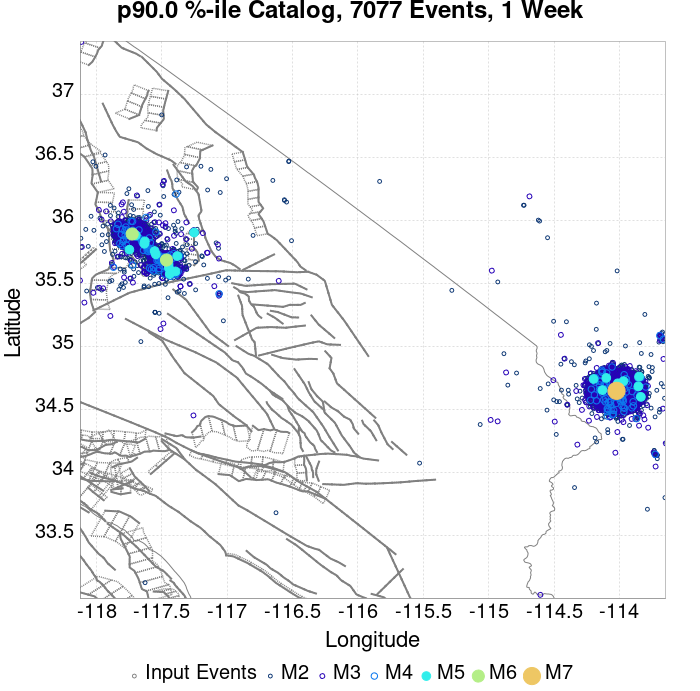 p90.0 %-ile Catalog, 7077 Events, 1 Week
37
36.5
36
35.5
35
34.5
34
33.5
Latitude
-118 -117.5 -117 -116.5 -116 -115.5 -115 -114.5 -114
Longitude
Input Events M2 M3 M4 M5 M6 M7